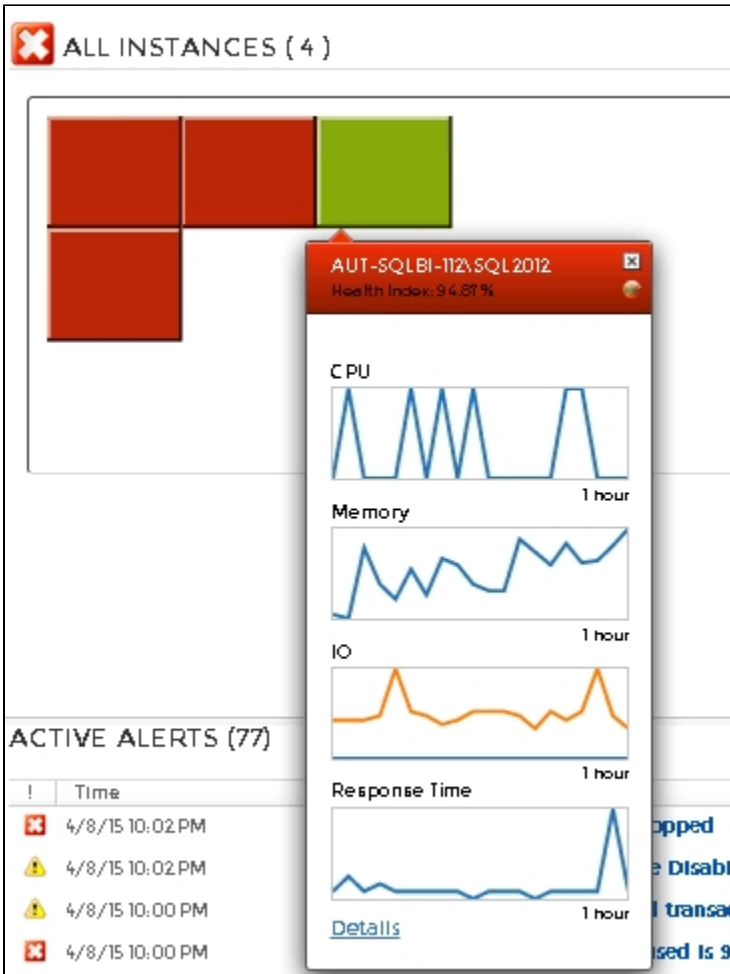 ALL INSTANCES ( 4 )
AUT-SQLBI-112\SQL2012
Health Index: 94.87%
CPU
1 hour
Memory
1 hour
IO
1 hour
Response Time
1 hour
Details
ACTIVE ALERTS (77)
! Time
4/8/15 10:02 PM opped
4/8/15 10:02 PM e Disabl
4/8/15 10:00 PM l transa
4/8/15 10:00 PM sed is 9